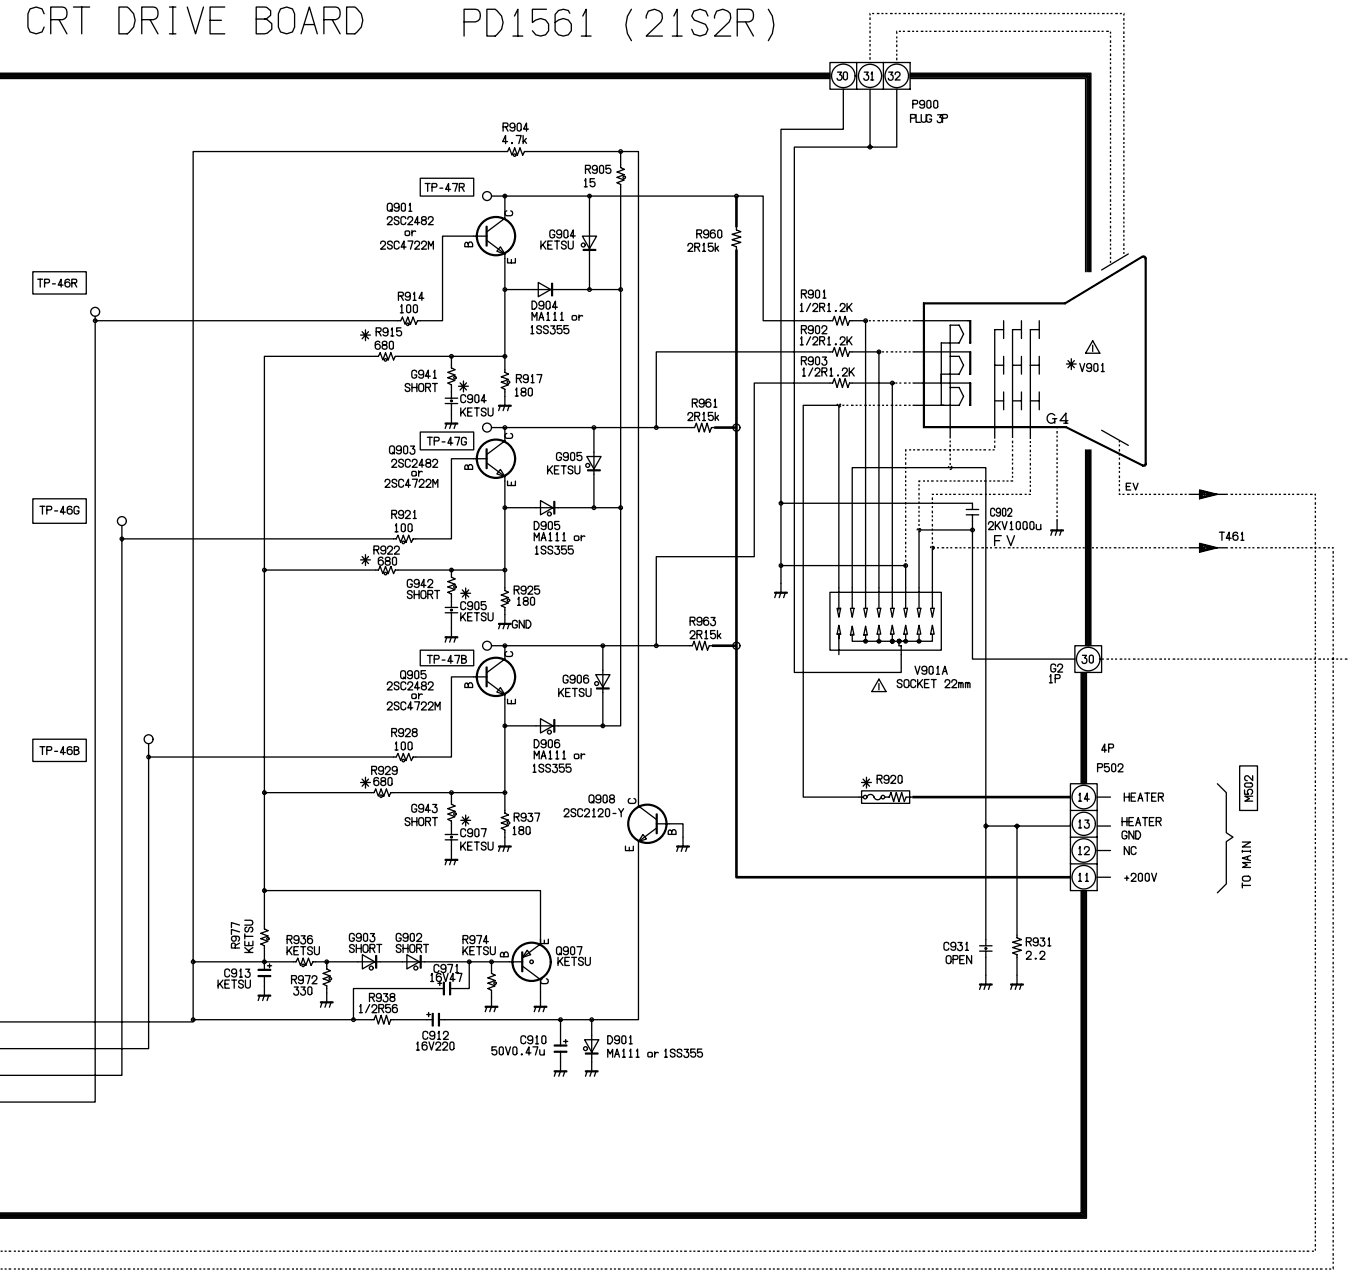 CRT DRIVE BOARD PD1561 (21S2R)
30 31 32
P900
PLUG 3P
R904
4.7k
R905
15
TP-47R
Q901
2SC2482
or
2SC4722M
B
C
E
G904
KETSU
R960
2R15k
TP-46R
R914
100
D904
MA111 or
1SS355
R901
1/2R1.2K
R902
1/2R1.2K
R903
1/2R1.2K
* R915
680
G941
SHORT
*
C904
KETSU
R917
180
! 
* V901
G4
R961
2R15k
TP-47G
Q903
2SC2482
or
2SC4722M
B
C
E
G905
KETSU
TP-46G
R921
100
D905
MA111 or
1SS355
EV
C902
2KV1000u
FV
T461
* R922
680
G942
SHORT
*
C905
KETSU
R925
180
GND
R963
2R15k
TP-47B
Q905
2SC2482
or
2SC4722M
B
C
E
G906
KETSU
V901A
! SOCKET 22mm
G2
1P
30
TP-46B
R928
100
D906
MA111 or
1SS355
4P
P502
* R929
680
G943
SHORT
*
C907
KETSU
R937
180
Q908
2SC2120-Y
C
B
E
* R920
14 HEATER
13 HEATER
GND
12 NC
11 +200V
M502
TO MAIN
R977
KETSU
R936
KETSU
G903
SHORT
G902
SHORT
R974
KETSU
B
E
C
Q907
KETSU
C913
KETSU
+
R972
330
C971
16V47
+
R938
1/2R56
+
C912
16V220
C910
50V0.47u
+
D901
MA111 or 1SS355
C931
OPEN
R931
2.2